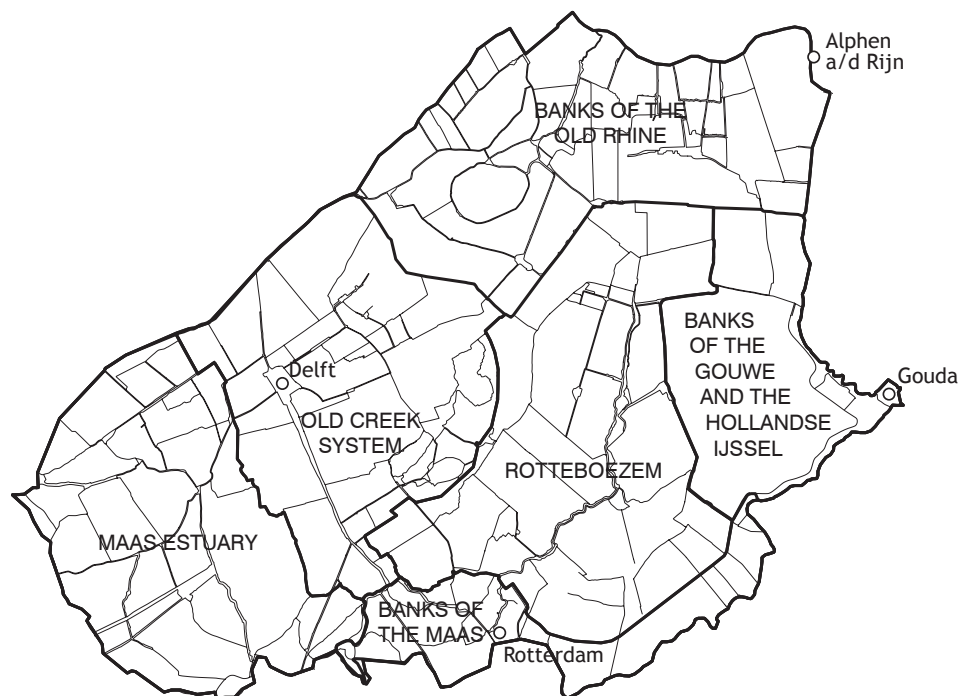 Alphen
a/d Rijn
BANKS OF THE
OLD RHINE
BANKS
OF THE
GOUWE
AND THE
HOLLANDSE
IJSSEL
Gouda
Delft
OLD CREEK
SYSTEM
ROTTEBOEZEM
MAAS ESTUARY
BANKS OF
THE MAAS
Rotterdam